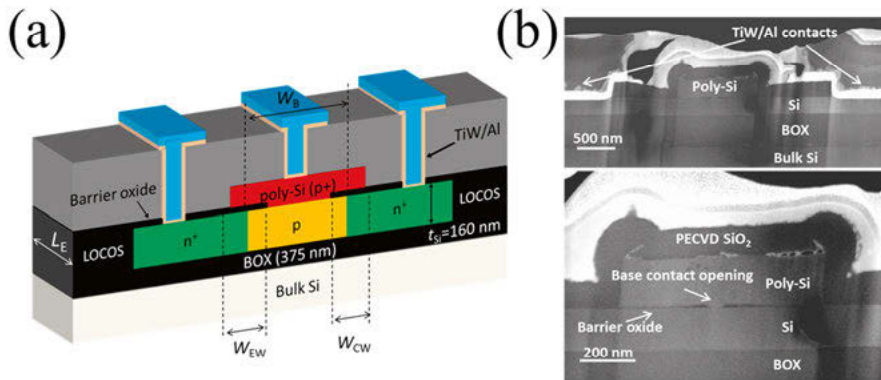 (a)
W_B
TiW/Al
Barrier oxide
poly-Si (p+)
LOCOS
n⁺
p
n⁺
LOCOS
L_E
t_Si=160 nm
BOX (375 nm)
Bulk Si
W_EW
W_CW
(b)
TiW/Al contacts
Poly-Si
Si
BOX
500 nm
Bulk Si
PECVD SiO₂
Base contact opening
Poly-Si
Barrier oxide
Si
200 nm
BOX